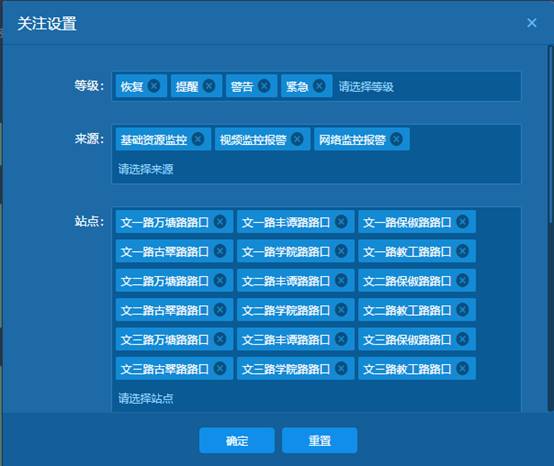 关注设置
等级： 恢复 提醒 警告 紧急 请选择等级
来源： 基础资源监控 视频监控报警 网络监控报警
请选择来源
站点： 文一路万塘路路口 文一路丰谭路路口 文一路保俶路路口
文一路古翠路路口 文一路学院路路口 文一路教工路路口
文二路万塘路路口 文二路丰谭路路口 文二路保俶路路口
文二路古翠路路口 文二路学院路路口 文二路教工路路口
文三路万塘路路口 文三路丰谭路路口 文三路保俶路路口
文三路古翠路路口 文三路学院路路口 文三路教工路路口
请选择站点
确定 重置